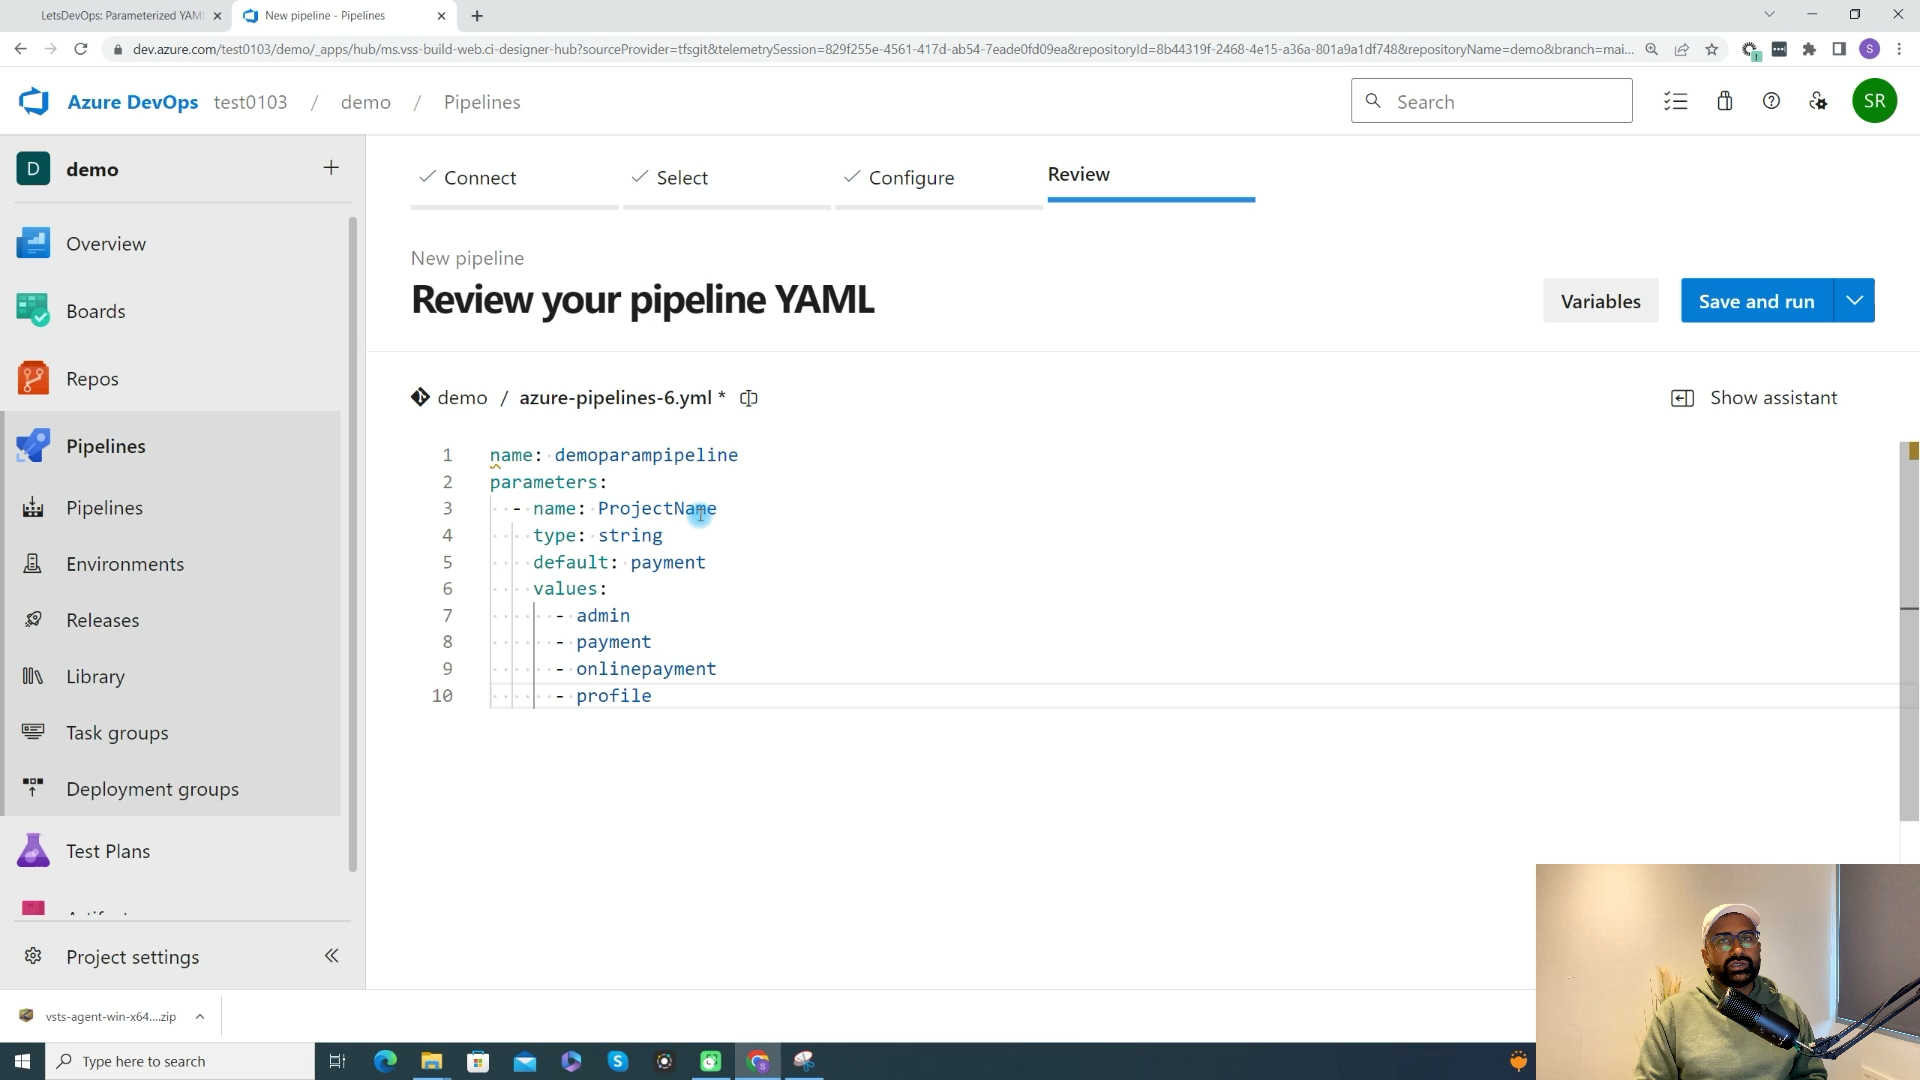 LetsDevOps: Parameterized YAM
New pipeline - Pipelines
dev.azure.com/test0103/demo/_apps/hub/ms.vss-build-web.ci-designer-hub?sourceProvider=tfsgit&telemetrySession=829f255e-4561-417d-ab54-7eade0fd09ea&repositoryId=8b44319f-2468-4e15-a36a-801a9a1df748&repositoryName=demo&branch=mai...
S
Azure DevOps test0103 / demo / Pipelines
Search
SR
D demo +
Overview
Boards
Repos
Pipelines
Pipelines
Environments
Releases
Library
Task groups
Deployment groups
Test Plans
Project settings
Connect
Select
Configure
Review
New pipeline
Review your pipeline YAML
Variables
Save and run
demo / azure-pipelines-6.yml *
Show assistant
1 name: demoparampipeline
2 parameters:
3 - name: ProjectName
4 type: string
5 default: payment
6 values:
7 - admin
8 - payment
9 - onlinepayment
10 - profile
vsts-agent-win-x64....zip
Type here to search